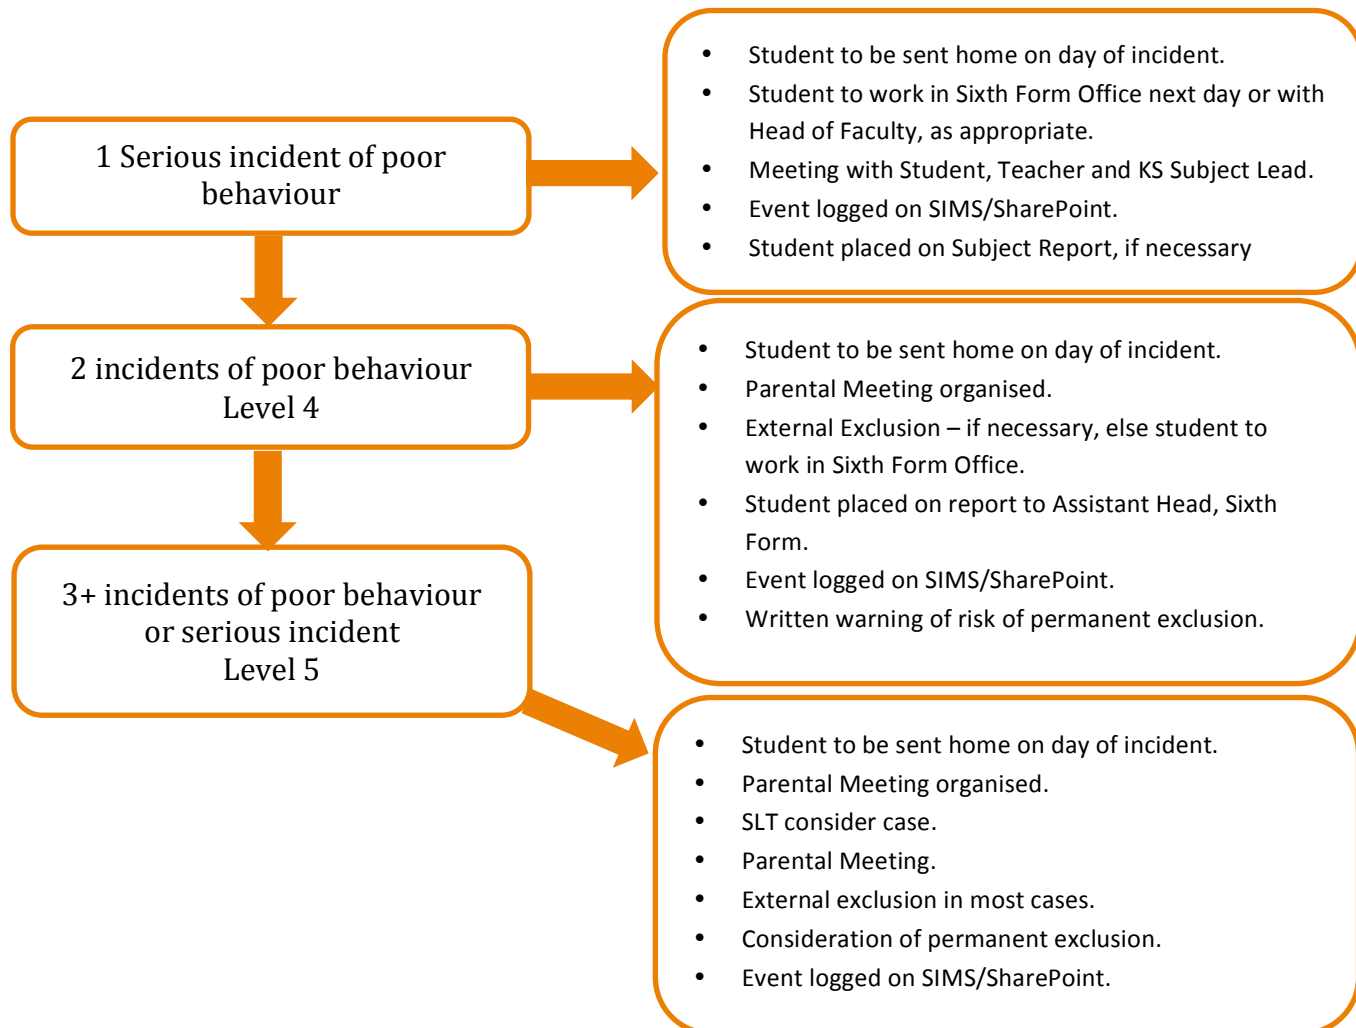 1 Serious incident of poor
behaviour
• Student to be sent home on day of incident.
• Student to work in Sixth Form Office next day or with
Head of Faculty, as appropriate.
• Meeting with Student, Teacher and KS Subject Lead.
• Event logged on SIMS/SharePoint.
• Student placed on Subject Report, if necessary
2 incidents of poor behaviour
Level 4
• Student to be sent home on day of incident.
• Parental Meeting organised.
• External Exclusion – if necessary, else student to
work in Sixth Form Office.
• Student placed on report to Assistant Head, Sixth
Form.
• Event logged on SIMS/SharePoint.
• Written warning of risk of permanent exclusion.
3+ incidents of poor behaviour
or serious incident
Level 5
• Student to be sent home on day of incident.
• Parental Meeting organised.
• SLT consider case.
• Parental Meeting.
• External exclusion in most cases.
• Consideration of permanent exclusion.
• Event logged on SIMS/SharePoint.